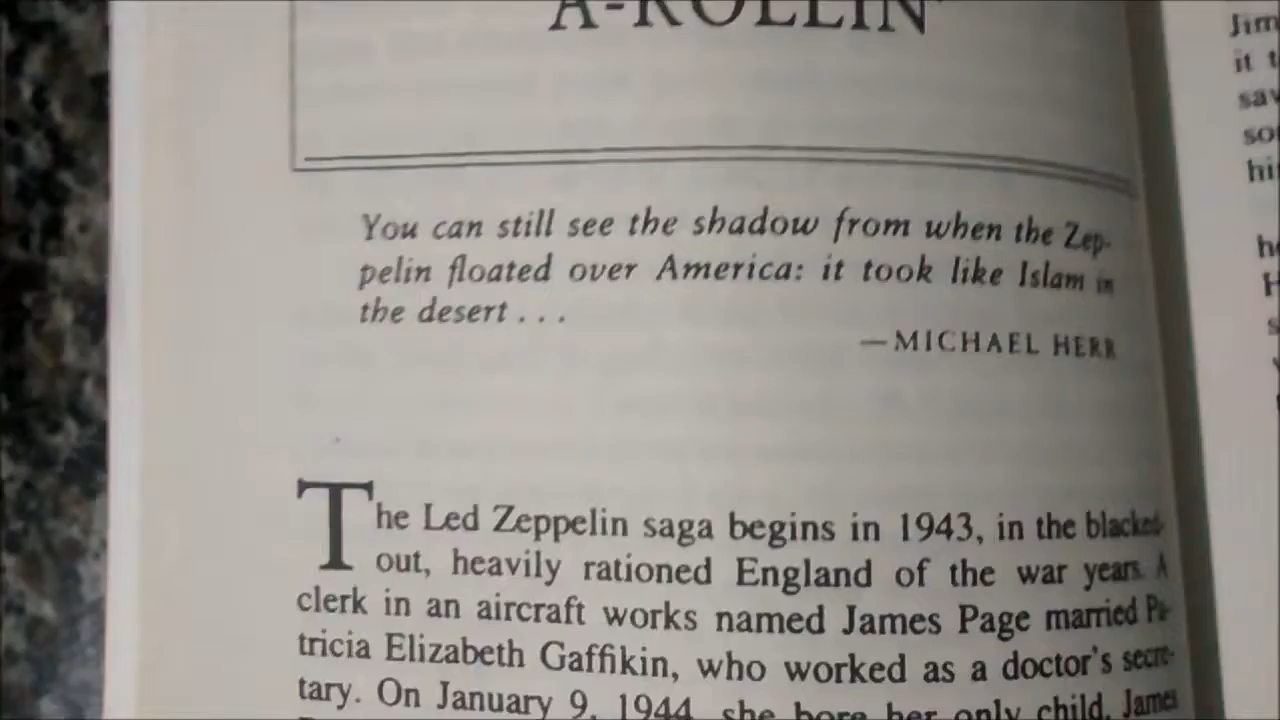 A-ROLLIN'
You can still see the shadow from when the Zep-
pelin floated over America: it took like Islam in
the desert . . .
—MICHAEL HERR
The Led Zeppelin saga begins in 1943, in the blacked-
out, heavily rationed England of the war years. A
clerk in an aircraft works named James Page married Pa-
tricia Elizabeth Gaffikin, who worked as a doctor's secre-
tary. On January 9, 1944, she bore her only child, James
it